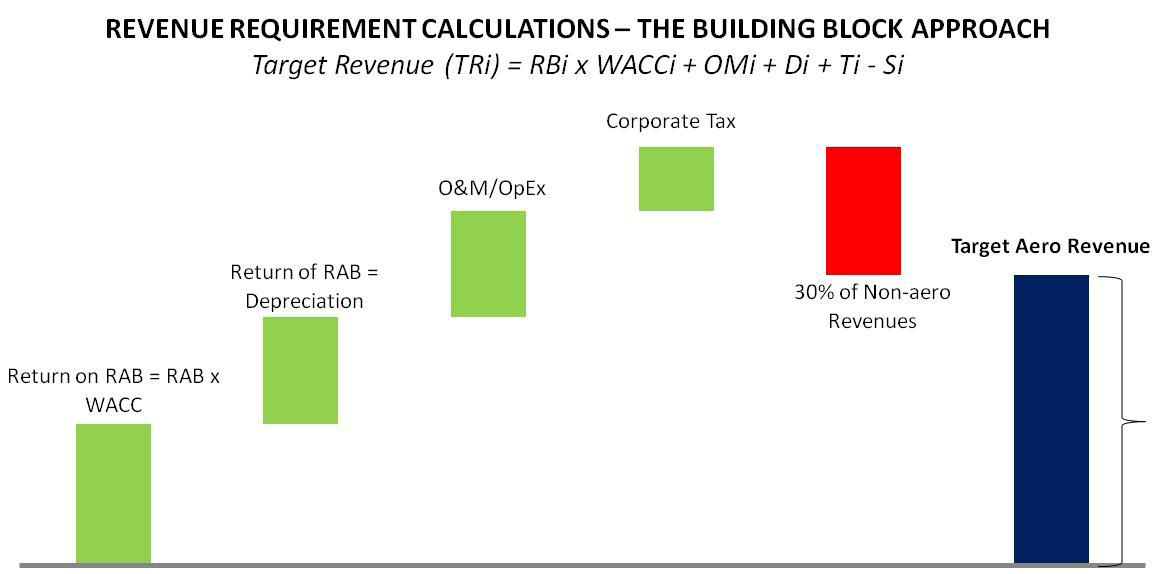 REVENUE REQUIREMENT CALCULATIONS – THE BUILDING BLOCK APPROACH
Target Revenue (TRi) = RBi x WACCi + OMi + Di + Ti - Si
Corporate Tax
O&M/OpEx
Target Aero Revenue
Return of RAB =
Depreciation
30% of Non-aero
Revenues
Return on RAB = RAB x
WACC